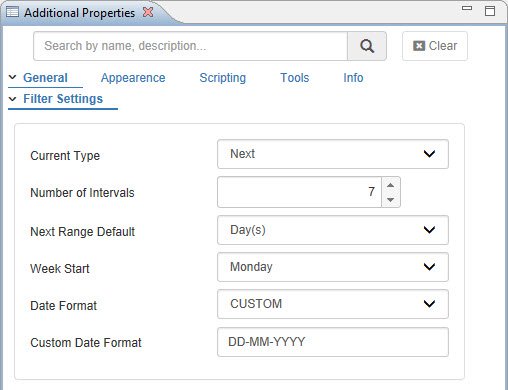 Additional Properties
Search by name, description...
Clear
General Appearence Scripting Tools Info
Filter Settings
Current Type Next
Number of Intervals 7
Next Range Default Day(s)
Week Start Monday
Date Format CUSTOM
Custom Date Format DD-MM-YYYY